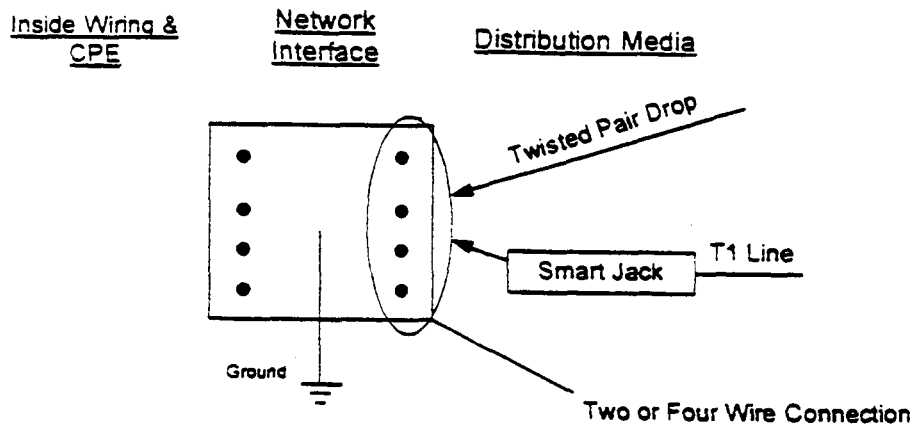 Inside Wiring &
CPE
Network
Interface
Distribution Media
Twisted Pair Drop
Smart Jack
T1 Line
Ground
Two or Four Wire Connection